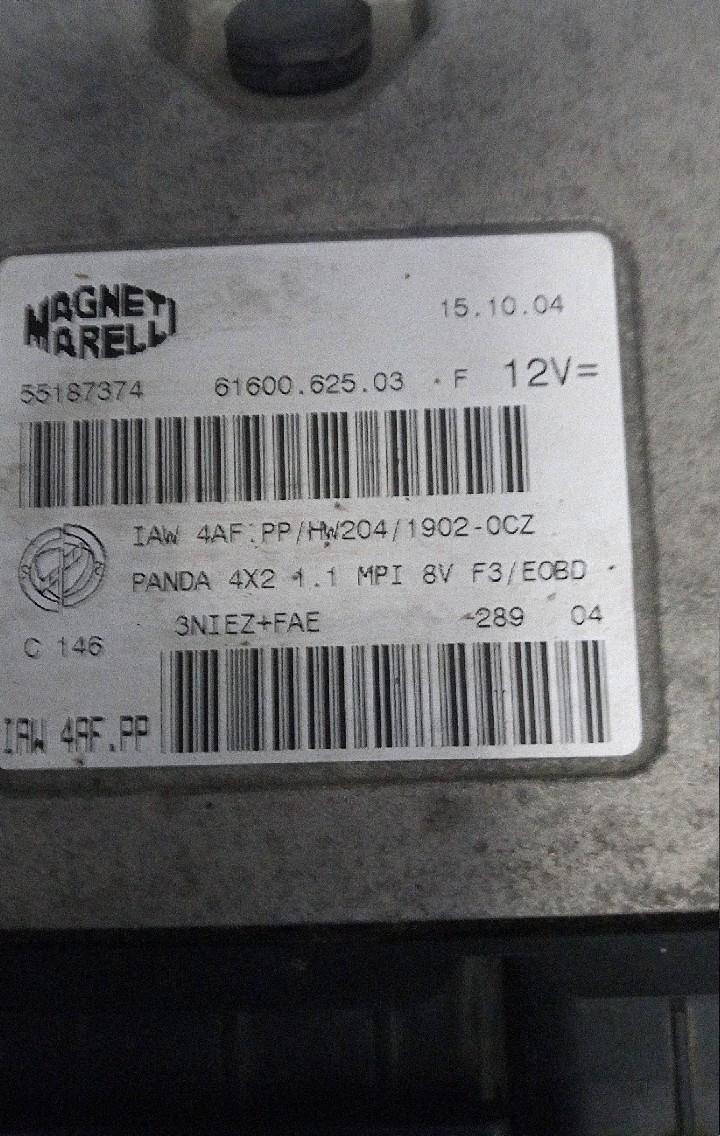 MAGNETI
MARELLI
15.10.04
55187374 61600.625.03 . F 12V=
IAW 4AF.PP/HW204/1902-0CZ
PANDA 4X2 1.1 MPI 8V F3/EOBD
3NIEZ+FAE -289 04
C 146
IAW 4AF.PP